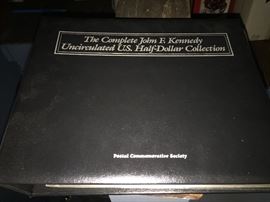 The Complete John F. Kennedy
Uncirculated U.S. Half-Dollar Collection
Postal Commemorative Society